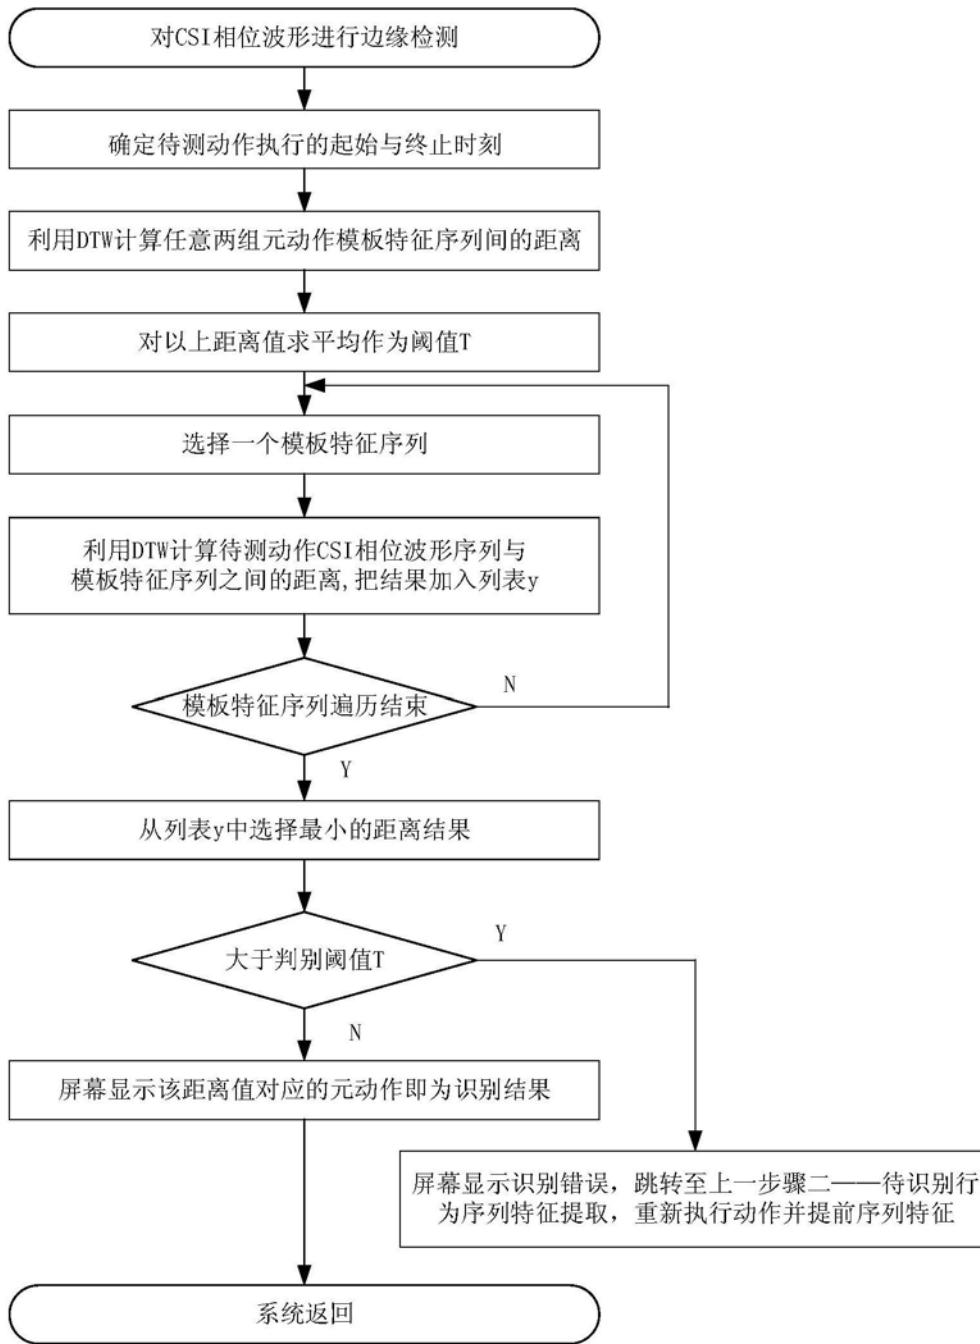 对CSI相位波形进行边缘检测
确定待测动作执行的起始与终止时刻
利用DTW计算任意两组元动作模板特征序列间的距离
对以上距离值求平均作为阈值T
选择一个模板特征序列
利用DTW计算待测动作CSI相位波形序列与
模板特征序列之间的距离,把结果加入列表y
模板特征序列遍历结束
N
Y
从列表y中选择最小的距离结果
大于判别阈值T
Y
N
屏幕显示该距离值对应的元动作即为识别结果
屏幕显示识别错误，跳转至上一步骤二——待识别行
为序列特征提取，重新执行动作并提前序列特征
系统返回